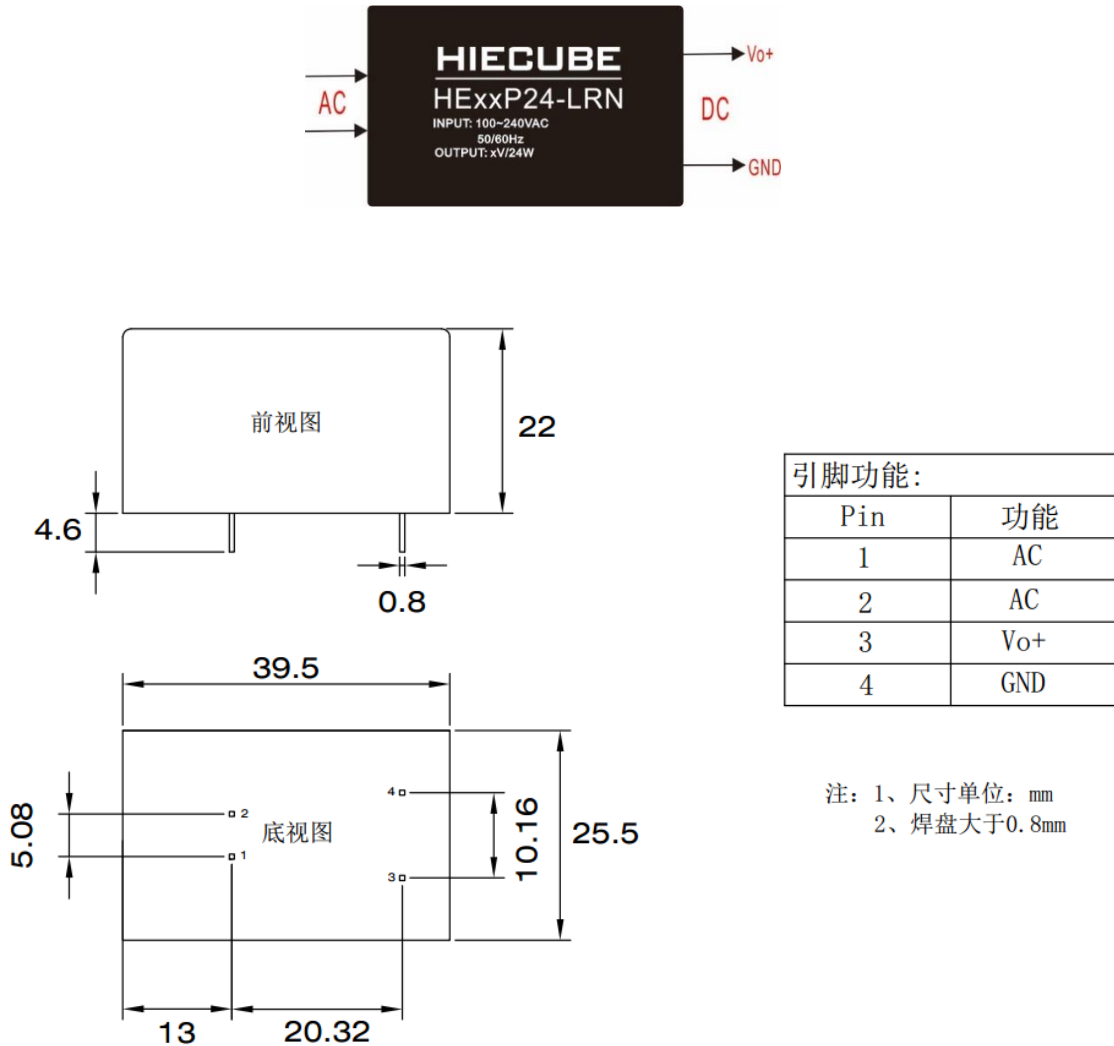 HIECUBE
HExxP24-LRN
INPUT: 100~240VAC
50/60Hz
OUTPUT: xV/24W
AC
Vo+
DC
GND
前视图
22
4.6
0.8
39.5
5.08
2
1
底视图
4
3
10.16
25.5
13
20.32
引脚功能:
Pin 功能
1 AC
2 AC
3 Vo+
4 GND
注: 1、尺寸单位: mm
2、焊盘大于0.8mm